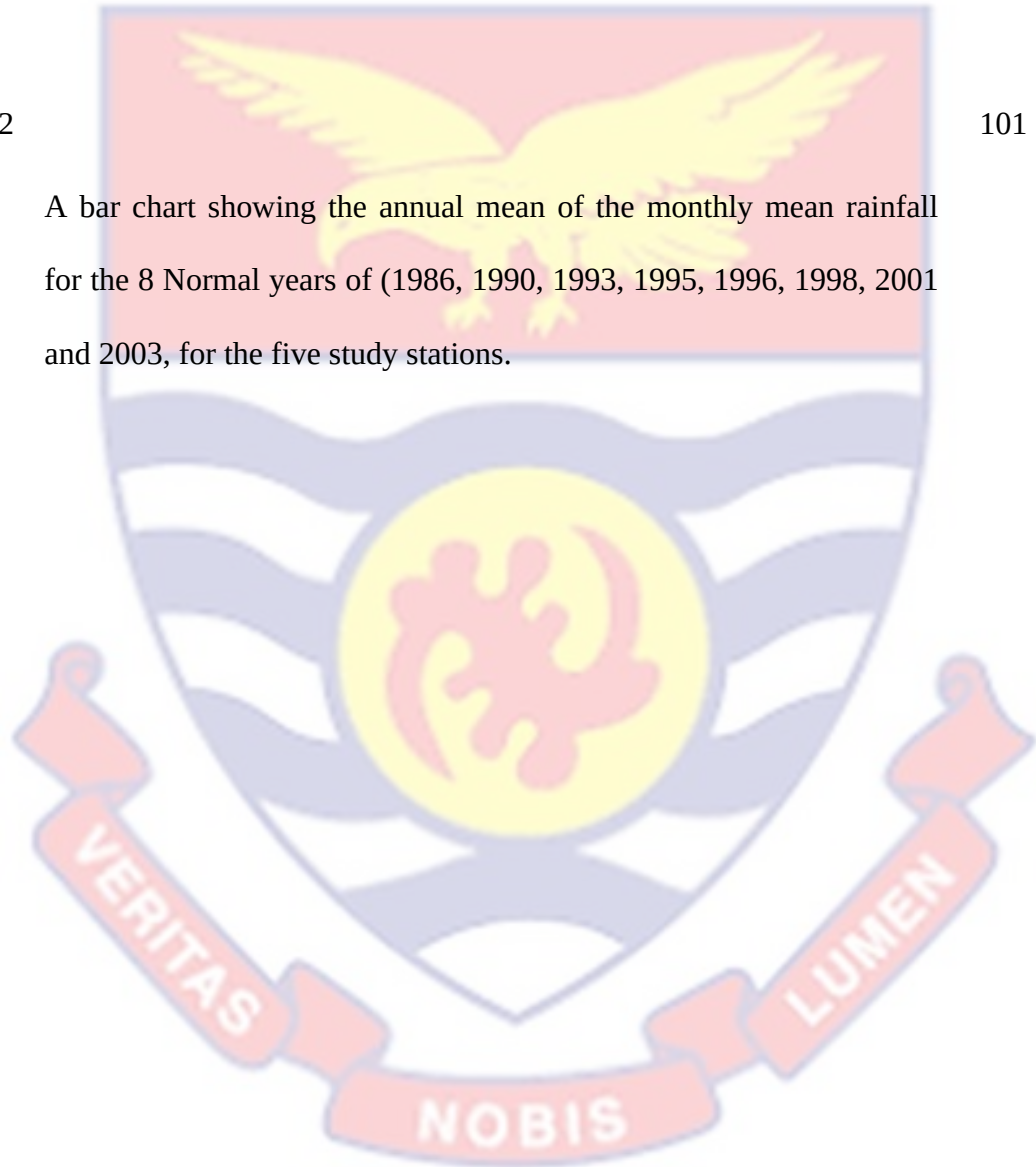 2 101
A bar chart showing the annual mean of the monthly mean rainfall
for the 8 Normal years of (1986, 1990, 1993, 1995, 1996, 1998, 2001
and 2003, for the five study stations.
VERITAS
NOBIS
LUMEN